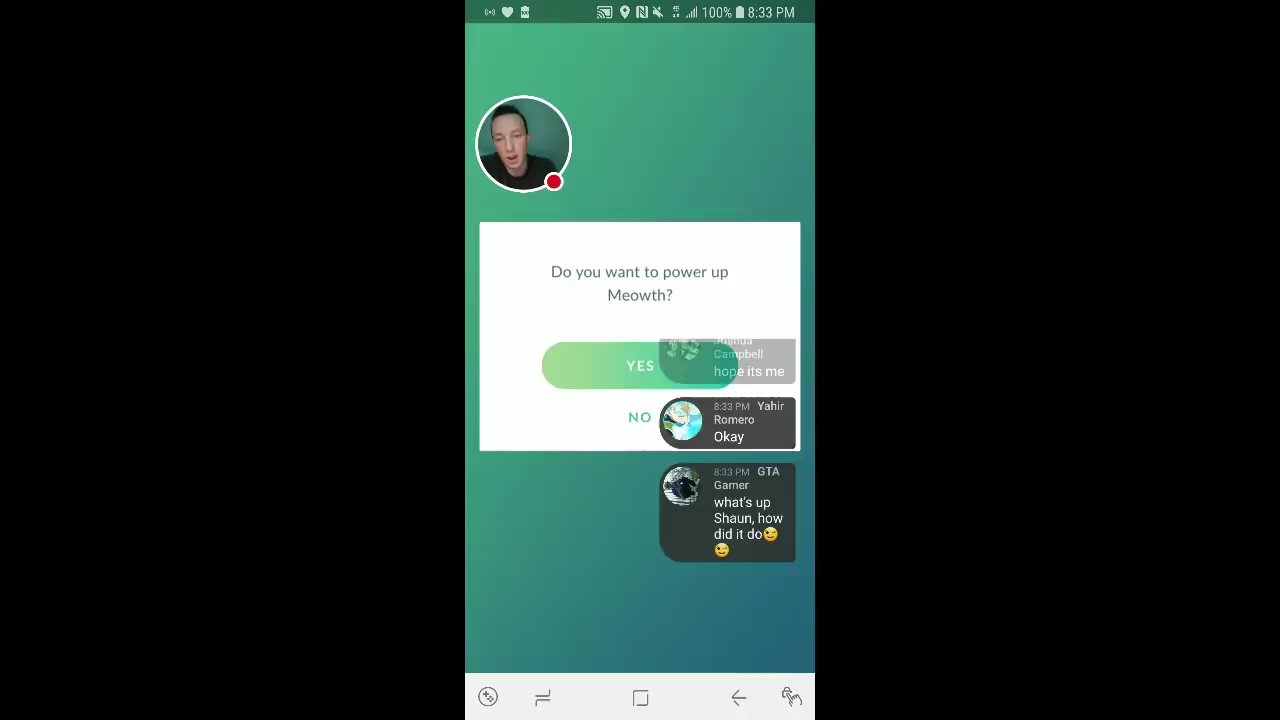 100% 8:33 PM
Do you want to power up
Meowth?
YES
NO
Joshua
Campbell
hope its me
8:33 PM Yahir
Romero
Okay
8:33 PM GTA
Gamer
what's up
Shaun, how
did it do😉
😉